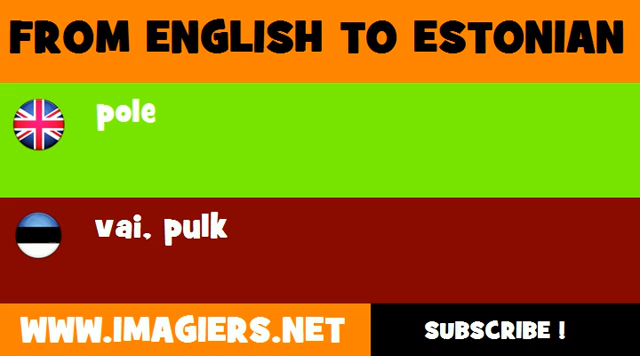 FROM ENGLISH TO ESTONIAN
pole
vai, pulk
WWW.IMAGIERS.NET
SUBSCRIBE !